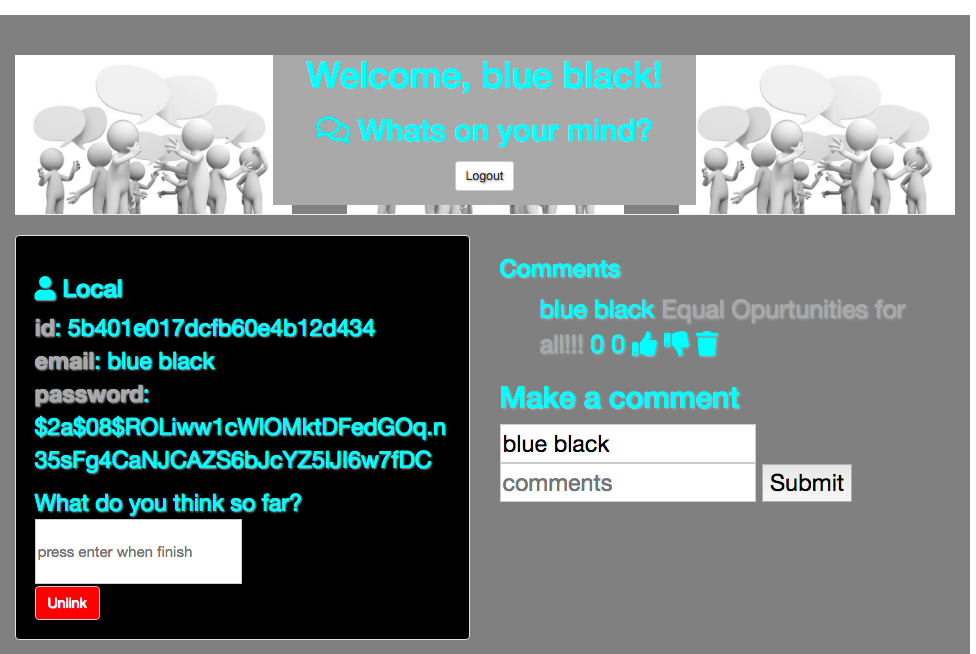 Welcome, blue black!
Whats on your mind?
Logout
Local
id: 5b401e017dcfb60e4b12d434
email: blue black
password:
$2a$08$ROLiww1cWlOMktDFedGOq.n
35sFg4CaNJCAZS6bJcYZ5lJI6w7fDC
What do you think so far?
press enter when finish
Unlink
Comments
blue black Equal Opurtunities for
all!!! 0 0
Make a comment
blue black
comments
Submit